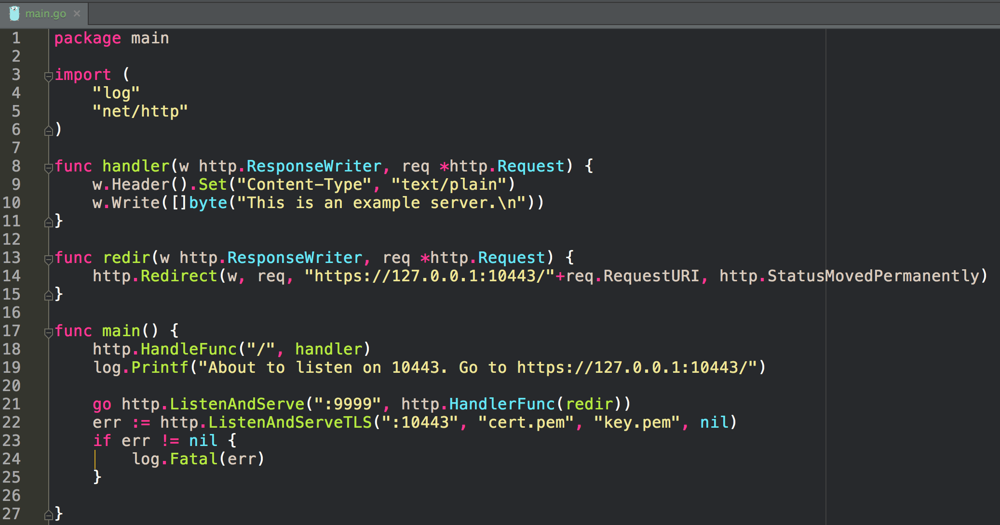 main.go ×
1 package main
2
3 import (
4     "log"
5     "net/http"
6 )
7
8 func handler(w http.ResponseWriter, req *http.Request) {
9     w.Header().Set("Content-Type", "text/plain")
10     w.Write([]byte("This is an example server.\n"))
11 }
12
13 func redir(w http.ResponseWriter, req *http.Request) {
14     http.Redirect(w, req, "https://127.0.0.1:10443/"+req.RequestURI, http.StatusMovedPermanently)
15 }
16
17 func main() {
18     http.HandleFunc("/", handler)
19     log.Printf("About to listen on 10443. Go to https://127.0.0.1:10443/")
20
21     go http.ListenAndServe(":9999", http.HandlerFunc(redir))
22     err := http.ListenAndServeTLS(":10443", "cert.pem", "key.pem", nil)
23     if err != nil {
24         log.Fatal(err)
25     }
26
27 }